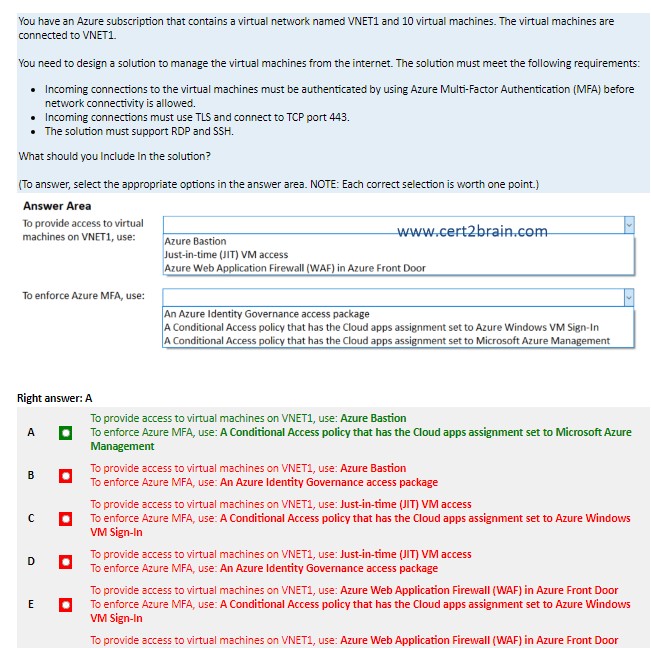 You have an Azure subscription that contains a virtual network named VNET1 and 10 virtual machines. The virtual machines are
connected to VNET1.
You need to design a solution to manage the virtual machines from the internet. The solution must meet the following requirements:
• Incoming connections to the virtual machines must be authenticated by using Azure Multi-Factor Authentication (MFA) before
network connectivity is allowed.
• Incoming connections must use TLS and connect to TCP port 443.
• The solution must support RDP and SSH.
What should you Include In the solution?
(To answer, select the appropriate options in the answer area. NOTE: Each correct selection is worth one point.)
Answer Area
To provide access to virtual
machines on VNET1, use:
www.cert2brain.com
Azure Bastion
Just-in-time (JIT) VM access
Azure Web Application Firewall (WAF) in Azure Front Door
To enforce Azure MFA, use:
An Azure Identity Governance access package
A Conditional Access policy that has the Cloud apps assignment set to Azure Windows VM Sign-In
A Conditional Access policy that has the Cloud apps assignment set to Microsoft Azure Management
Right answer: A
A
To provide access to virtual machines on VNET1, use: Azure Bastion
To enforce Azure MFA, use: A Conditional Access policy that has the Cloud apps assignment set to Microsoft Azure
Management
B
To provide access to virtual machines on VNET1, use: Azure Bastion
To enforce Azure MFA, use: An Azure Identity Governance access package
C
To provide access to virtual machines on VNET1, use: Just-in-time (JIT) VM access
To enforce Azure MFA, use: A Conditional Access policy that has the Cloud apps assignment set to Azure Windows
VM Sign-In
D
To provide access to virtual machines on VNET1, use: Just-in-time (JIT) VM access
To enforce Azure MFA, use: An Azure Identity Governance access package
E
To provide access to virtual machines on VNET1, use: Azure Web Application Firewall (WAF) in Azure Front Door
To enforce Azure MFA, use: A Conditional Access policy that has the Cloud apps assignment set to Azure Windows
VM Sign-In
To provide access to virtual machines on VNET1, use: Azure Web Application Firewall (WAF) in Azure Front Door